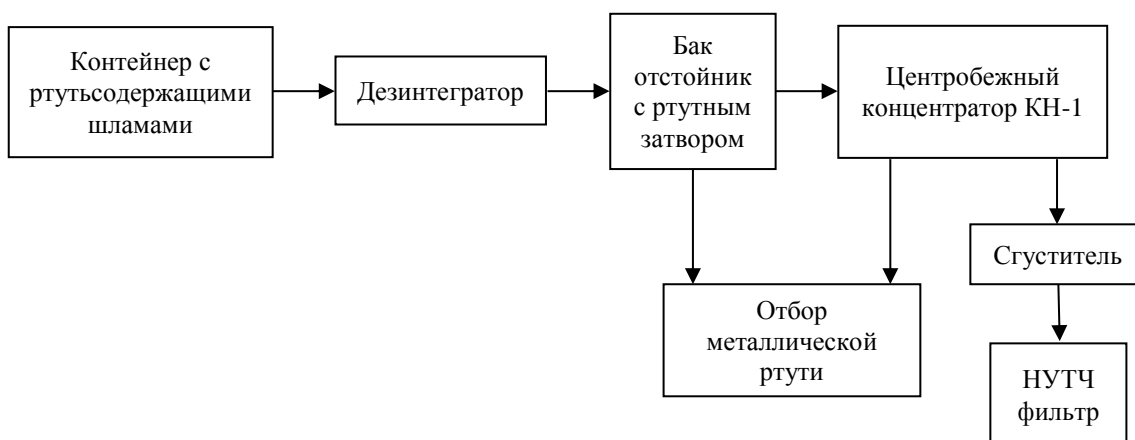 Контейнер с
ртутьсодержащими
шламами
Дезинтегратор
Бак
отстойник
с ртутным
затвором
Центробежный
концентратор КН-1
Сгуститель
Отбор
металлической
ртути
НУТЧ
фильтр